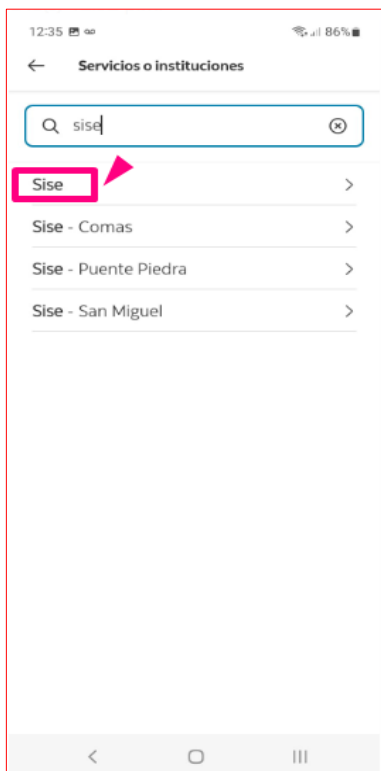 12:35 86%
Servicios o instituciones
sise
Sise
Sise - Comas
Sise - Puente Piedra
Sise - San Miguel